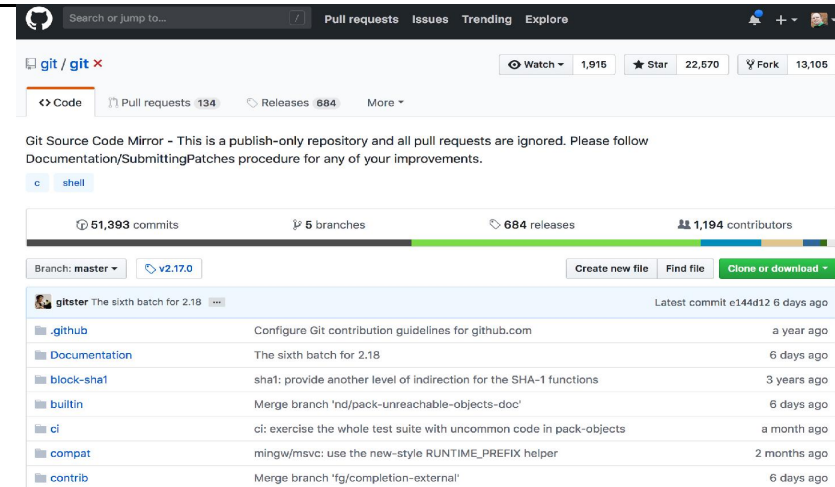 Search or jump to... / Pull requests Issues Trending Explore
git / git
Watch 1,915 Star 22,570 Fork 13,105
Code Pull requests 134 Releases 684 More
Git Source Code Mirror - This is a publish-only repository and all pull requests are ignored. Please follow
Documentation/SubmittingPatches procedure for any of your improvements.
c shell
51,393 commits 5 branches 684 releases 1,194 contributors
Branch: master v2.17.0 Create new file Find file Clone or download
gitster The sixth batch for 2.18 ... Latest commit e144d12 6 days ago
.github Configure Git contribution guidelines for github.com a year ago
Documentation The sixth batch for 2.18 6 days ago
block-sha1 sha1: provide another level of indirection for the SHA-1 functions 3 years ago
builtin Merge branch 'nd/pack-unreachable-objects-doc' 6 days ago
ci ci: exercise the whole test suite with uncommon code in pack-objects a month ago
compat mingw/msvc: use the new-style RUNTIME_PREFIX helper 2 months ago
contrib Merge branch 'fg/completion-external' 6 days ago